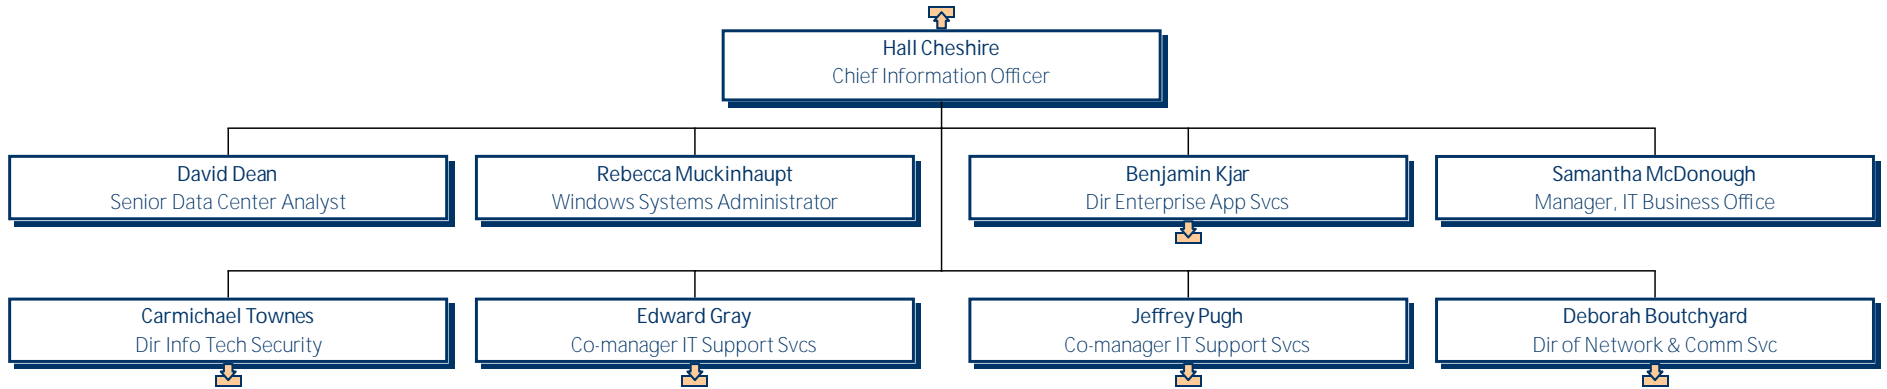 Hall Cheshire
Chief Information Officer
David Dean
Senior Data Center Analyst
Rebecca Muckinhaupt
Windows Systems Administrator
Benjamin Kjar
Dir Enterprise App Svcs
Samantha McDonough
Manager, IT Business Office
Carmichael Townes
Dir Info Tech Security
Edward Gray
Co-manager IT Support Svcs
Jeffrey Pugh
Co-manager IT Support Svcs
Deborah Boutchyard
Dir of Network & Comm Svc